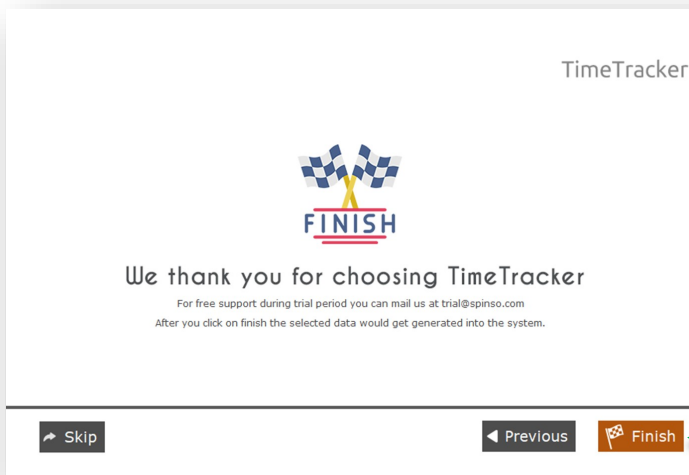 TimeTracker
FINISH
We thank you for choosing TimeTracker
For free support during trial period you can mail us at trial@spinso.com
After you click on finish the selected data would get generated into the system.
Skip
Previous
Finish